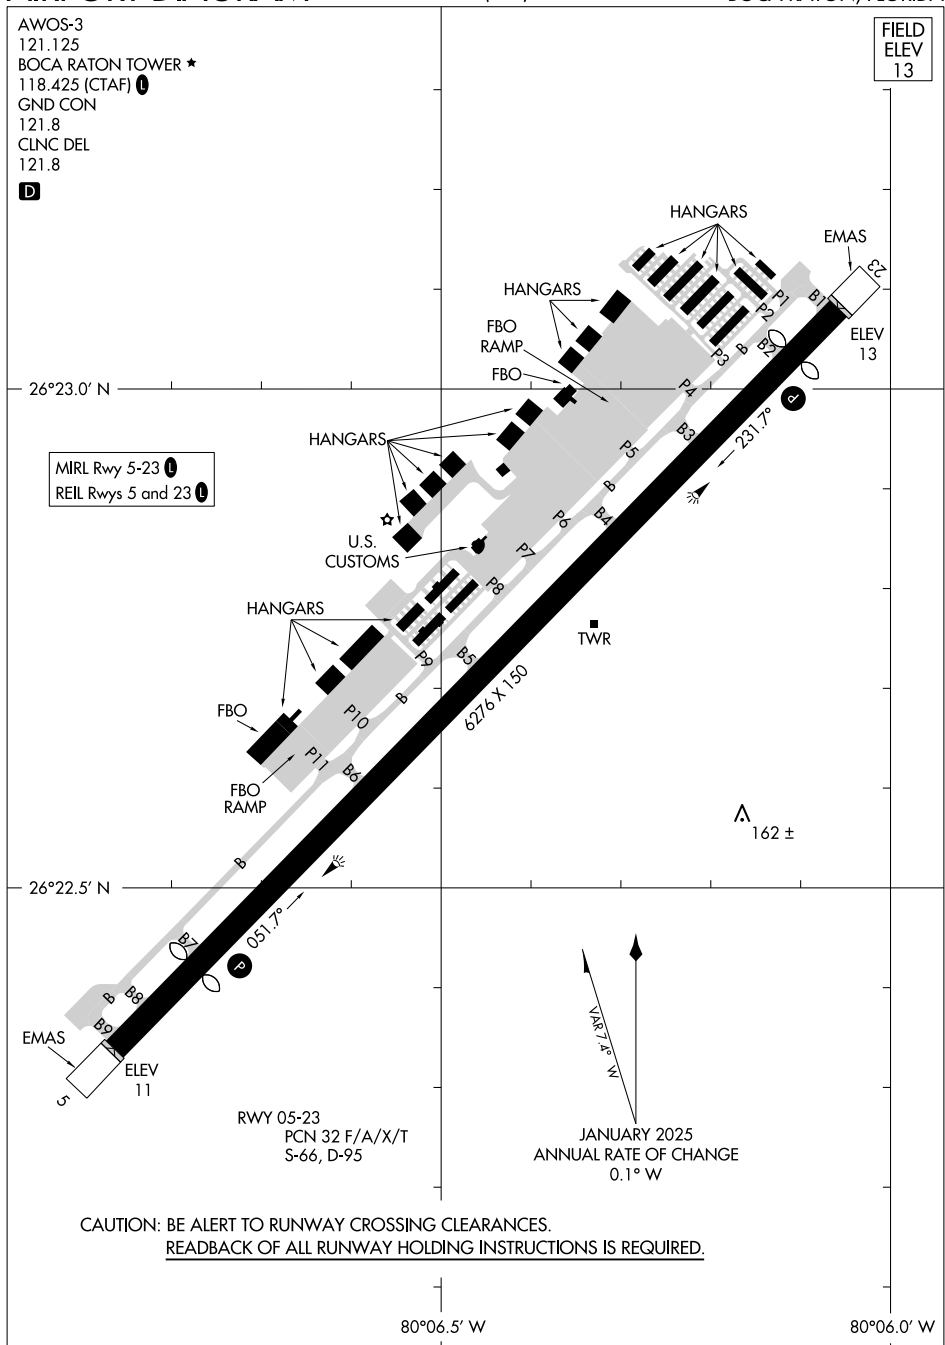 AWOS-3
121.125
BOCA RATON TOWER ★
118.425 (CTAF) L
GND CON
121.8
CLNC DEL
121.8
D
FIELD
ELEV
13
HANGARS
EMAS
23
HANGARS
P1
B1
P2
FBO
RAMP
ELEV
13
B
B2
P3
FBO
26°23.0' N
P4
P
231.7°
B3
HANGARS
P5
MIRL Rwy 5-23 L
REIL Rwys 5 and 23 L
B
P6
B4
U.S.
CUSTOMS
P7
P8
HANGARS
TWR
P9
B5
B
6276 X 150
FBO
P10
P11
B6
FBO
RAMP
162 ±
B
26°22.5' N
051.7°
B7
P
B
B8
VAR 7.4° W
B9
EMAS
ELEV
11
5
RWY 05-23
PCN 32 F/A/X/T
S-66, D-95
JANUARY 2025
ANNUAL RATE OF CHANGE
0.1° W
CAUTION: BE ALERT TO RUNWAY CROSSING CLEARANCES.
READBACK OF ALL RUNWAY HOLDING INSTRUCTIONS IS REQUIRED.
80°06.5' W
80°06.0' W